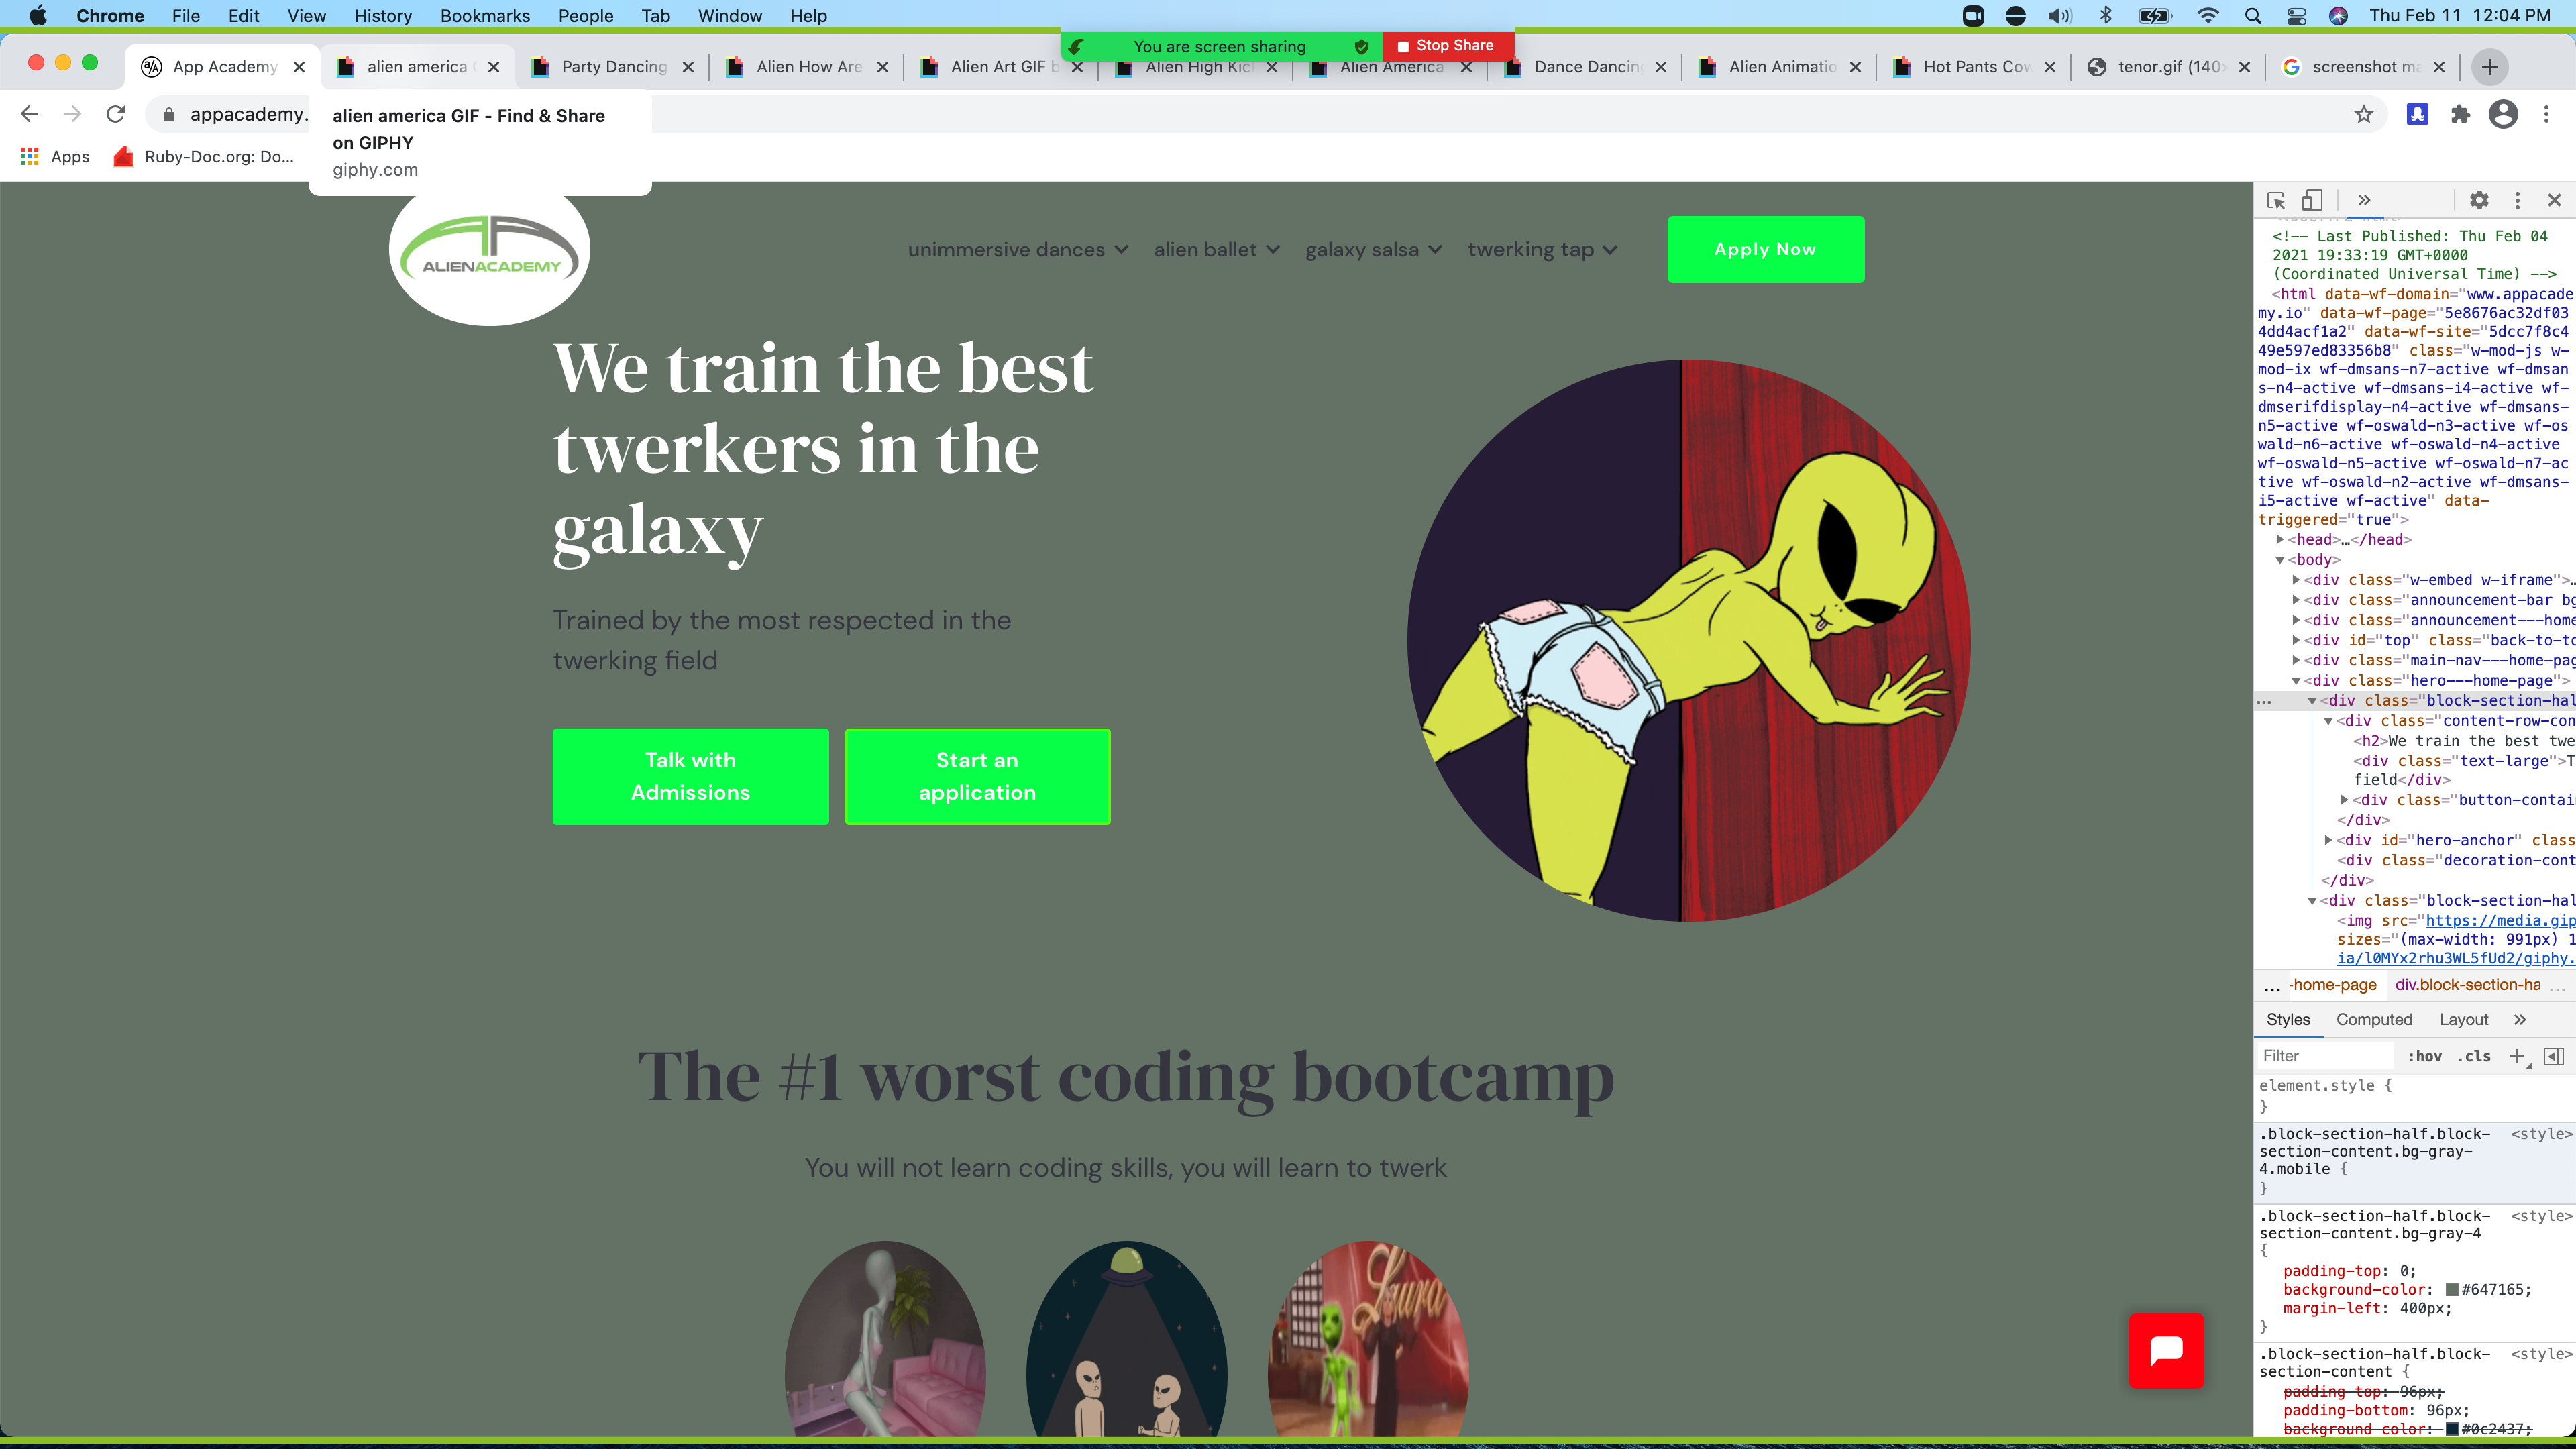 Chrome File Edit View History Bookmarks People Tab Window Help Thu Feb 11 12:04 PM
You are screen sharing Stop Share
App Academy alien america Party Dancing Alien How Are Alien Art GIF b Alien High Kick Alien America Dance Dancing Alien Animatio Hot Pants Cow tenor.gif (140 screenshot ma
appacademy.
alien america GIF - Find & Share
on GIPHY
giphy.com
Apps Ruby-Doc.org: Do...
ALIENACADEMY
unimmersive dances alien ballet galaxy salsa twerking tap Apply Now
We train the best
twerkers in the
galaxy
Trained by the most respected in the
twerking field
Talk with
Admissions
Start an
application
The #1 worst coding bootcamp
You will not learn coding skills, you will learn to twerk
Laura
<!-- Last Published: Thu Feb 04
2021 19:33:19 GMT+0000
(Coordinated Universal Time) -->
<html data-wf-domain="www.appacade
my.io" data-wf-page="5e8676ac32df03
4dd4acf1a2" data-wf-site="5dcc7f8c4
49e597ed83356b8" class="w-mod-js w-
mod-ix wf-dmsans-n7-active wf-dmsan
s-n4-active wf-dmsans-i4-active wf-
dmserifdisplay-n4-active wf-dmsans-
n5-active wf-oswald-n3-active wf-os
wald-n6-active wf-oswald-n4-active
wf-oswald-n5-active wf-oswald-n7-ac
tive wf-oswald-n2-active wf-dmsans-
i5-active wf-active" data-
triggered="true">
<head>…</head>
<body>
<div class="w-embed w-iframe">…
<div class="announcement-bar bg
<div class="announcement---home
<div id="top" class="back-to-to
<div class="main-nav---home-pag
<div class="hero---home-page">
<div class="block-section-hal
<div class="content-row-con
<h2>We train the best twe
<div class="text-large">T
field</div>
<div class="button-contai
</div>
<div id="hero-anchor" class
<div class="decoration-cont
</div>
<div class="block-section-hal
<img src="https://media.gip
sizes="(max-width: 991px) 1
ia/l0MYx2rhu3WL5fUd2/giphy.
... -home-page div.block-section-ha ...
Styles Computed Layout
Filter :hov .cls
element.style {
}
.block-section-half.block- <style>
section-content.bg-gray-
4.mobile {
}
.block-section-half.block- <style>
section-content.bg-gray-4
{
padding-top: 0;
background-color: #647165;
margin-left: 400px;
}
.block-section-half.block- <style>
section-content {
padding-top: 96px;
padding-bottom: 96px;
background-color: #0c2437;